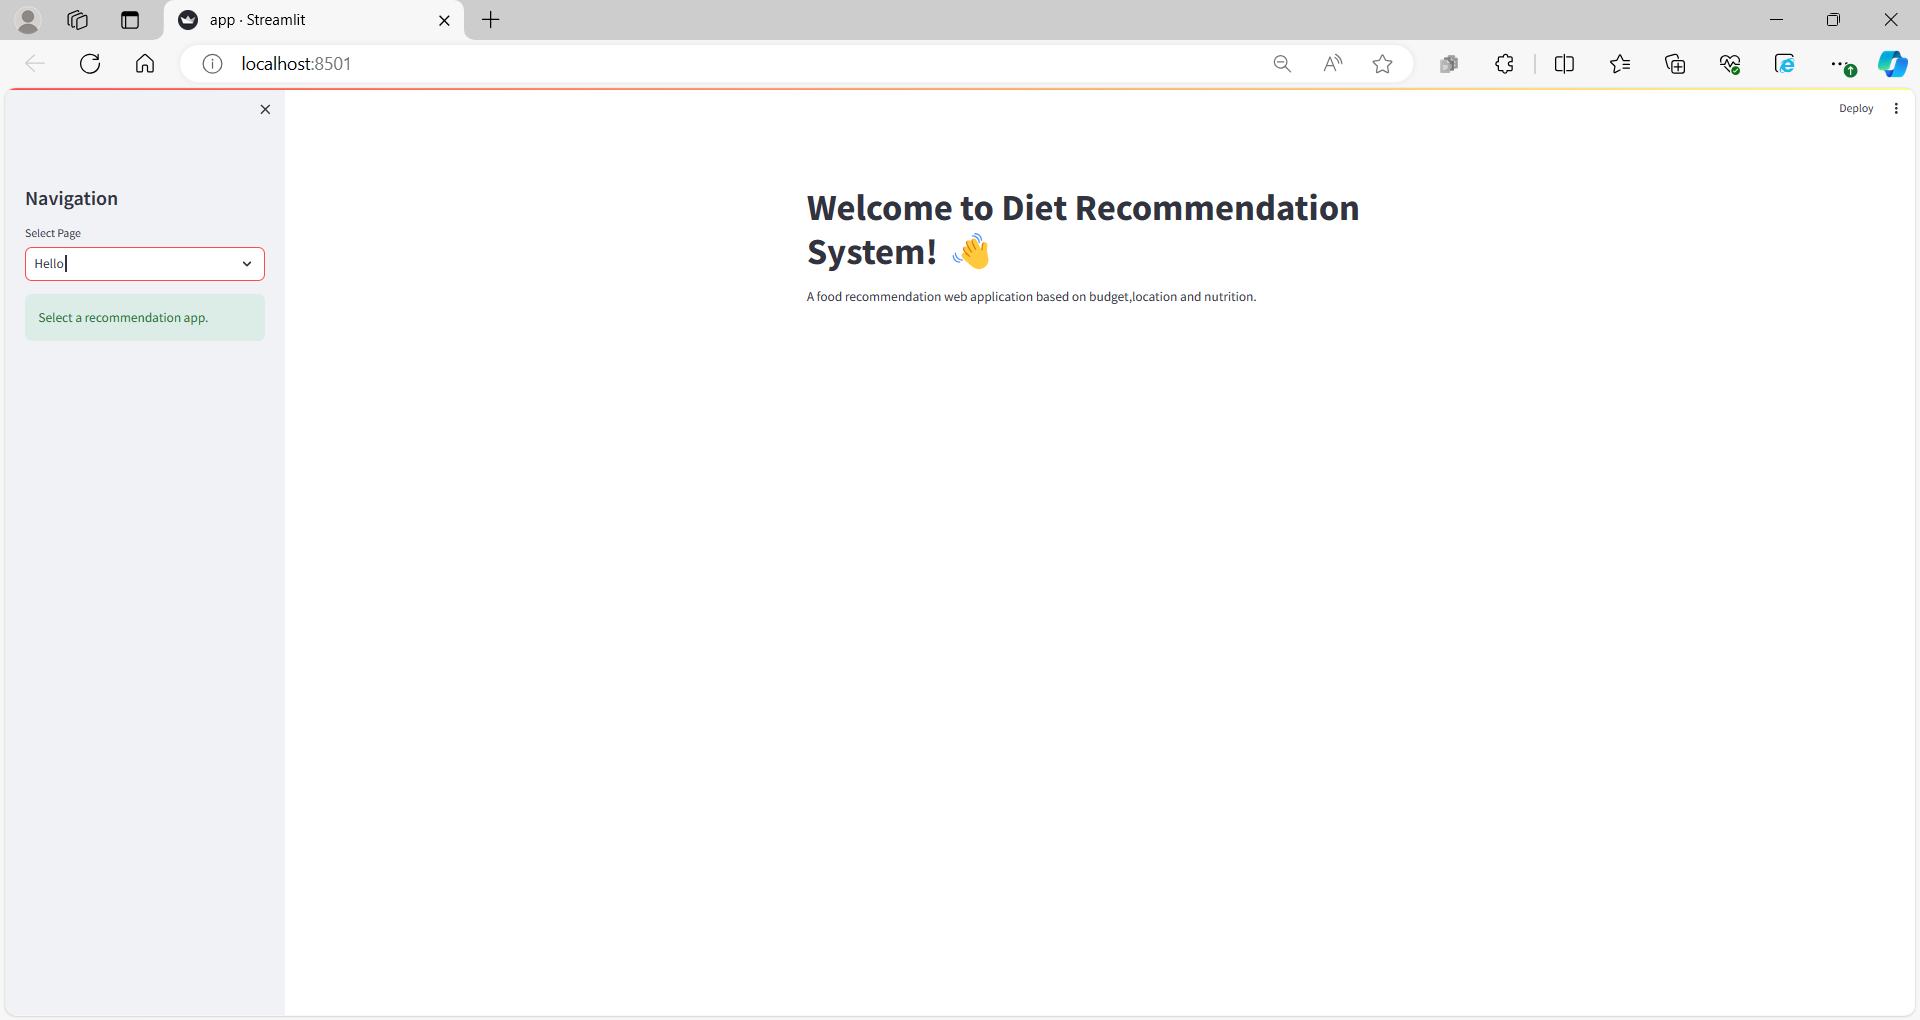 app · Streamlit
localhost:8501
Deploy
Navigation
Select Page
Hello
Select a recommendation app.
Welcome to Diet Recommendation
System! 👋
A food recommendation web application based on budget,location and nutrition.